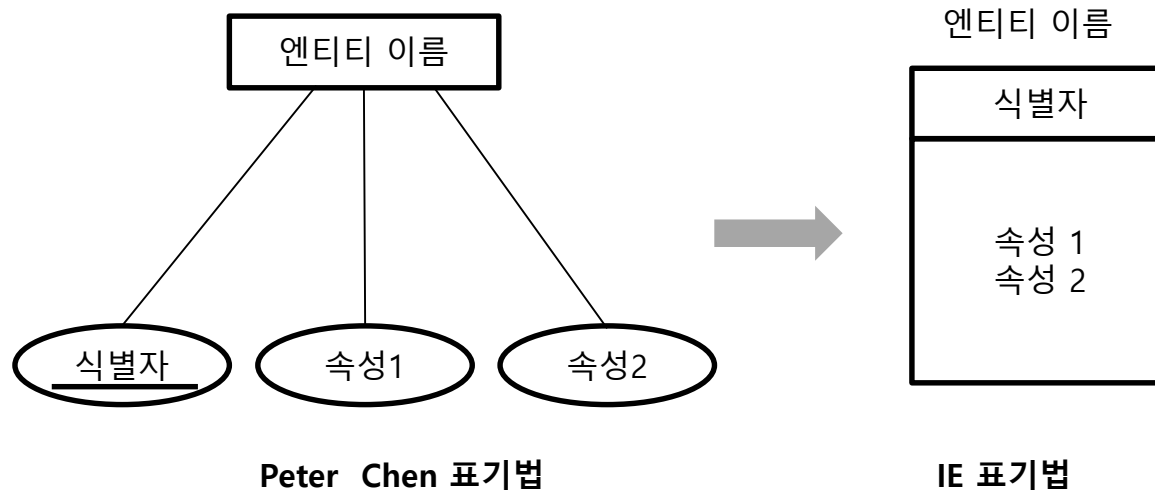 엔티티 이름
식별자
속성1
속성2
Peter Chen 표기법
엔티티 이름
식별자
속성 1
속성 2
IE 표기법